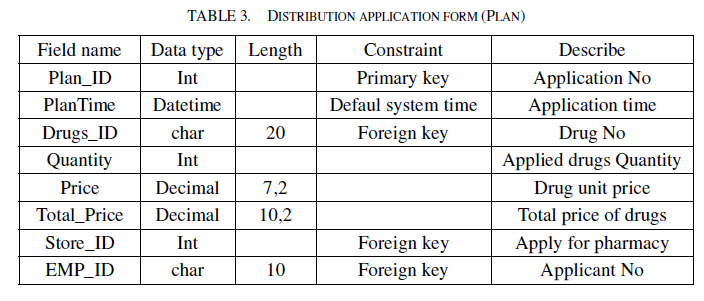 TABLE 3. DISTRIBUTION APPLICATION FORM (PLAN)
Field name Data type Length Constraint Describe
Plan_ID Int Primary key Application No
PlanTime Datetime Defaul system time Application time
Drugs_ID char 20 Foreign key Drug No
Quantity Int Applied drugs Quantity
Price Decimal 7,2 Drug unit price
Total_Price Decimal 10,2 Total price of drugs
Store_ID Int Foreign key Apply for pharmacy
EMP_ID char 10 Foreign key Applicant No